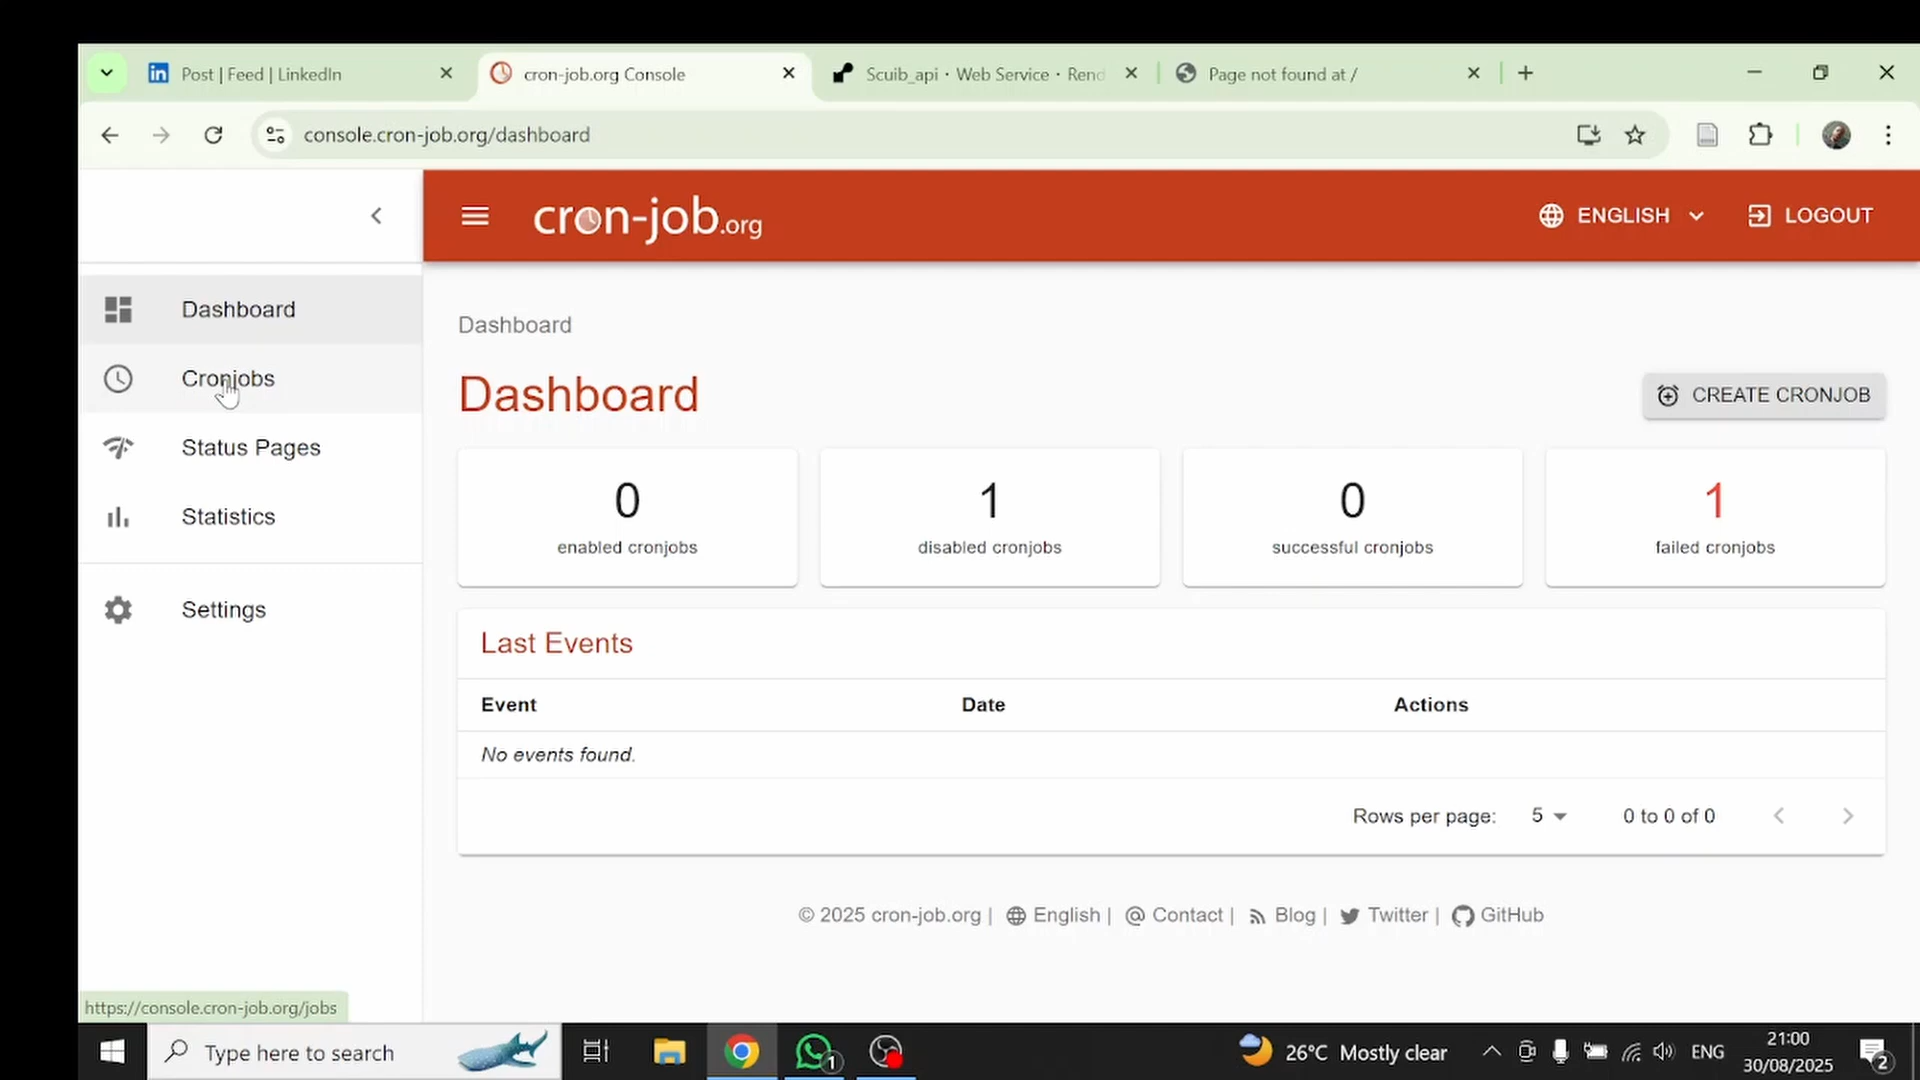 Post | Feed | LinkedIn
cron-job.org Console
Scuib_api · Web Service · Rend
Page not found at /
console.cron-job.org/dashboard
cron-job.org
ENGLISH
LOGOUT
Dashboard
Cronjobs
Status Pages
Statistics
Settings
Dashboard
Dashboard
CREATE CRONJOB
0
enabled cronjobs
1
disabled cronjobs
0
successful cronjobs
1
failed cronjobs
Last Events
Event Date Actions
No events found.
Rows per page: 5 0 to 0 of 0
© 2025 cron-job.org | English | Contact | Blog | Twitter | GitHub
https://console.cron-job.org/jobs
Type here to search
1
26°C Mostly clear
ENG
21:00
30/08/2025
2